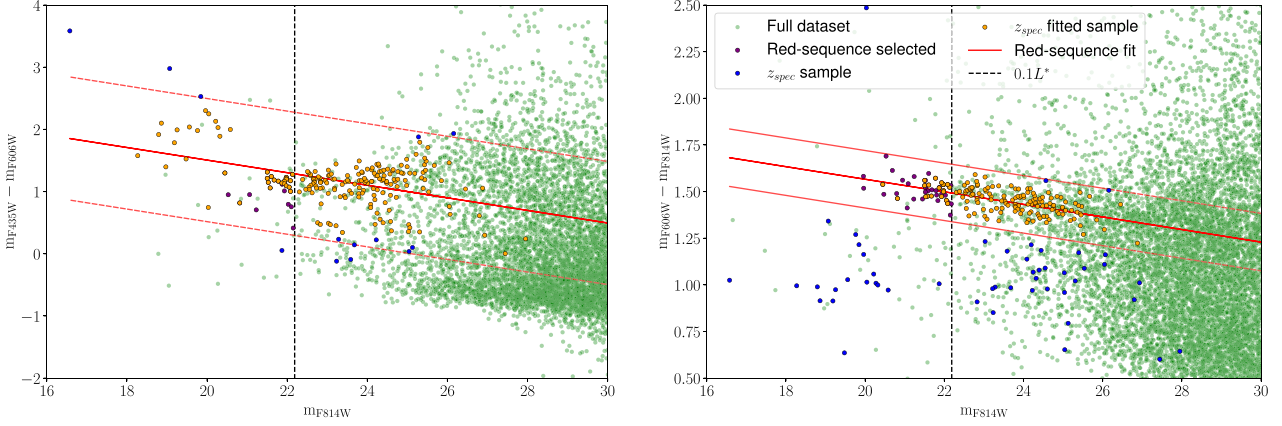 4
3
2
1
0
−1
−2
m_F435W − m_F606W
16 18 20 22 24 26 28 30
m_F814W
2.50
2.25
2.00
1.75
1.50
1.25
1.00
0.75
0.50
m_F606W − m_F814W
Full dataset
Red-sequence selected
z_spec sample
z_spec fitted sample
Red-sequence fit
0.1L*
16 18 20 22 24 26 28 30
m_F814W